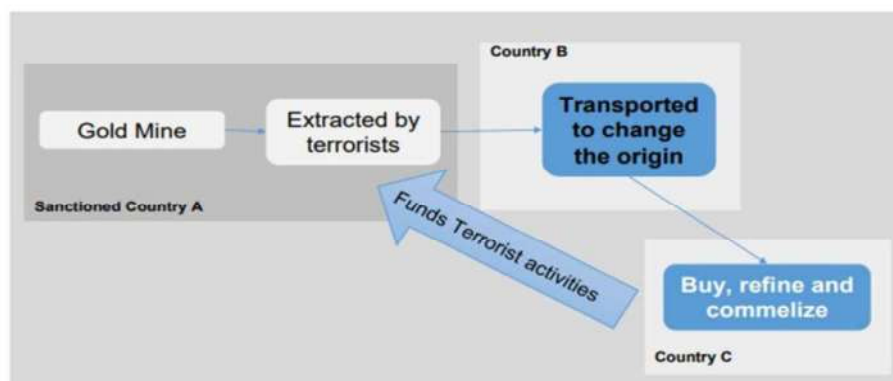 Country B
Gold Mine
Extracted by
terrorists
Transported
to change
the origin
Sanctioned Country A
Funds Terrorist activities
Buy, refine and
commelize
Country C